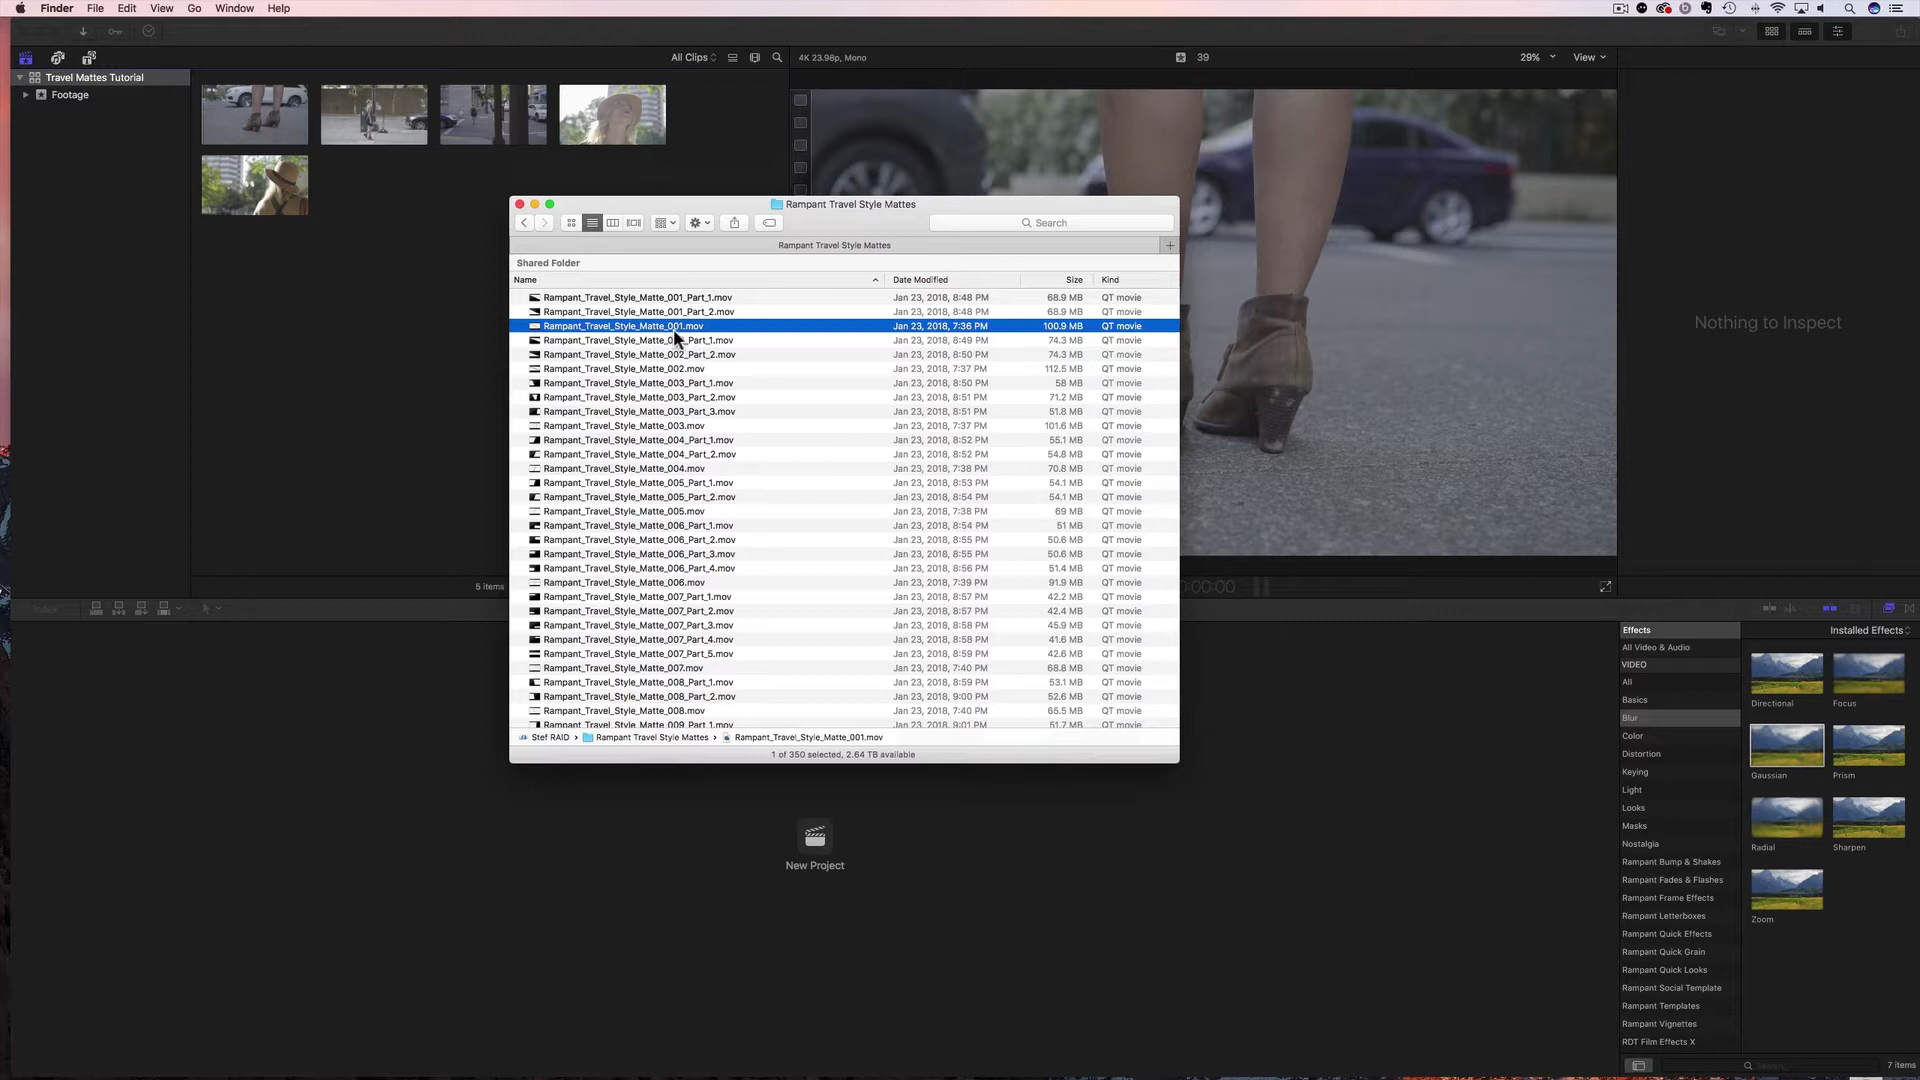 Finder File Edit View Go Window Help
All Clips 4K 23.98p, Mono 39 29% View
Travel Mattes Tutorial
Footage
5 items
Index
Rampant Travel Style Mattes
Search
Rampant Travel Style Mattes
Shared Folder
Name Date Modified Size Kind
Rampant_Travel_Style_Matte_001_Part_1.mov Jan 23, 2018, 8:48 PM 68.9 MB QT movie
Rampant_Travel_Style_Matte_001_Part_2.mov Jan 23, 2018, 8:48 PM 68.9 MB QT movie
Rampant_Travel_Style_Matte_001.mov Jan 23, 2018, 7:36 PM 100.9 MB QT movie
Jan 23, 2018, 8:49 PM 74.3 MB QT movie
Rampant_Travel_Style_Matte_002_Part_2.mov Jan 23, 2018, 8:50 PM 74.3 MB QT movie
Rampant_Travel_Style_Matte_002.mov Jan 23, 2018, 7:37 PM 112.5 MB QT movie
Rampant_Travel_Style_Matte_003_Part_1.mov Jan 23, 2018, 8:50 PM 58 MB QT movie
Rampant_Travel_Style_Matte_003_Part_2.mov Jan 23, 2018, 8:51 PM 71.2 MB QT movie
Rampant_Travel_Style_Matte_003_Part_3.mov Jan 23, 2018, 8:51 PM 51.8 MB QT movie
Rampant_Travel_Style_Matte_003.mov Jan 23, 2018, 7:37 PM 101.6 MB QT movie
Rampant_Travel_Style_Matte_004_Part_1.mov Jan 23, 2018, 8:52 PM 55.1 MB QT movie
Rampant_Travel_Style_Matte_004_Part_2.mov Jan 23, 2018, 8:52 PM 54.8 MB QT movie
Rampant_Travel_Style_Matte_004.mov Jan 23, 2018, 7:38 PM 70.8 MB QT movie
Rampant_Travel_Style_Matte_005_Part_1.mov Jan 23, 2018, 8:53 PM 54.1 MB QT movie
Rampant_Travel_Style_Matte_005_Part_2.mov Jan 23, 2018, 8:54 PM 54.1 MB QT movie
Rampant_Travel_Style_Matte_005.mov Jan 23, 2018, 7:38 PM 69 MB QT movie
Rampant_Travel_Style_Matte_006_Part_1.mov Jan 23, 2018, 8:54 PM 51 MB QT movie
Rampant_Travel_Style_Matte_006_Part_2.mov Jan 23, 2018, 8:55 PM 50.6 MB QT movie
Rampant_Travel_Style_Matte_006_Part_3.mov Jan 23, 2018, 8:55 PM 50.6 MB QT movie
Rampant_Travel_Style_Matte_006_Part_4.mov Jan 23, 2018, 8:56 PM 51.4 MB QT movie
Rampant_Travel_Style_Matte_006.mov Jan 23, 2018, 7:39 PM 91.9 MB QT movie
Rampant_Travel_Style_Matte_007_Part_1.mov Jan 23, 2018, 8:57 PM 42.2 MB QT movie
Rampant_Travel_Style_Matte_007_Part_2.mov Jan 23, 2018, 8:57 PM 42.4 MB QT movie
Rampant_Travel_Style_Matte_007_Part_3.mov Jan 23, 2018, 8:58 PM 45.9 MB QT movie
Rampant_Travel_Style_Matte_007_Part_4.mov Jan 23, 2018, 8:58 PM 41.6 MB QT movie
Rampant_Travel_Style_Matte_007_Part_5.mov Jan 23, 2018, 8:59 PM 42.6 MB QT movie
Rampant_Travel_Style_Matte_007.mov Jan 23, 2018, 7:40 PM 68.8 MB QT movie
Rampant_Travel_Style_Matte_008_Part_1.mov Jan 23, 2018, 8:59 PM 53.1 MB QT movie
Rampant_Travel_Style_Matte_008_Part_2.mov Jan 23, 2018, 9:00 PM 52.6 MB QT movie
Rampant_Travel_Style_Matte_008.mov Jan 23, 2018, 7:40 PM 65.5 MB QT movie
Rampant_Travel_Style_Matte_009_Part_1.mov Jan 23, 2018, 9:01 PM 51.7 MB QT movie
Stef RAID › Rampant Travel Style Mattes › Rampant_Travel_Style_Matte_001.mov
1 of 350 selected, 2.64 TB available
Nothing to Inspect
New Project
Effects Installed Effects
All Video & Audio
VIDEO
All
Basics
Blur
Color
Distortion
Keying
Light
Looks
Masks
Nostalgia
Rampant Bump & Shakes
Rampant Fades & Flashes
Rampant Frame Effects
Rampant Letterboxes
Rampant Quick Effects
Rampant Quick Grain
Rampant Quick Looks
Rampant Social Template
Rampant Templates
Rampant Vignettes
RDT Film Effects X
Directional Focus
Gaussian Prism
Radial Sharpen
Zoom
Search
7 items